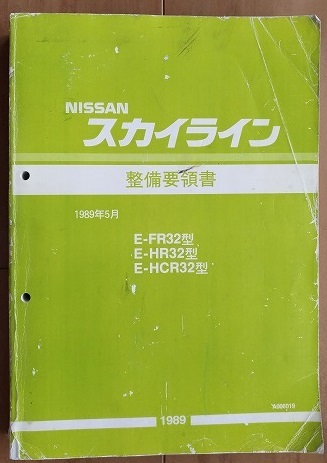 NISSAN
スカイライン
整備要領書
1989年5月
E-FR32型
E-HR32型
E-HCR32型
A006018
1989